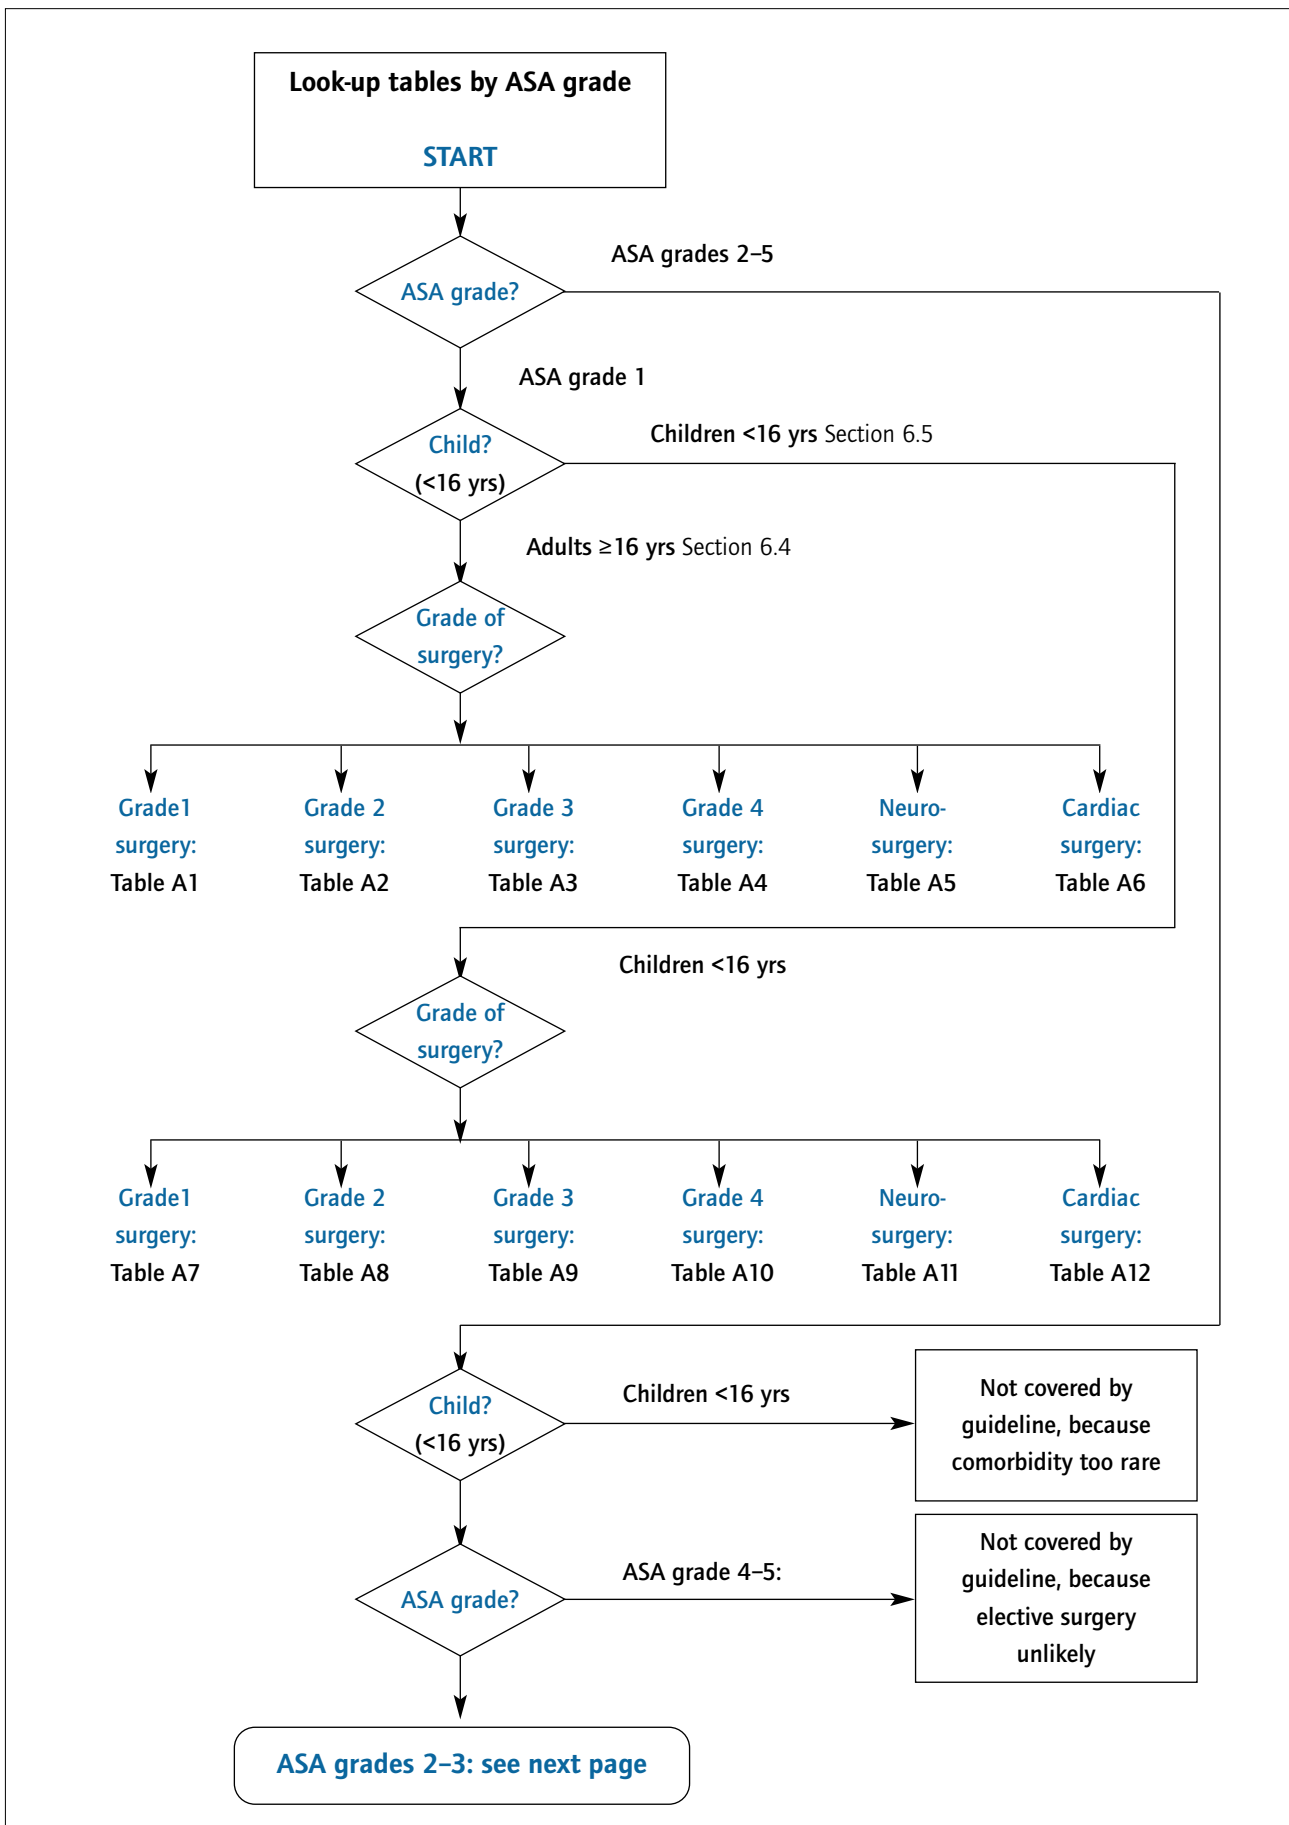 Look-up tables by ASA grade
START
ASA grades 2–5
ASA grade?
ASA grade 1
Children <16 yrs Section 6.5
Child?
(<16 yrs)
Adults ≥16 yrs Section 6.4
Grade of
surgery?
Grade1
surgery:
Table A1
Grade 2
surgery:
Table A2
Grade 3
surgery:
Table A3
Grade 4
surgery:
Table A4
Neuro-
surgery:
Table A5
Cardiac
surgery:
Table A6
Children <16 yrs
Grade of
surgery?
Grade1
surgery:
Table A7
Grade 2
surgery:
Table A8
Grade 3
surgery:
Table A9
Grade 4
surgery:
Table A10
Neuro-
surgery:
Table A11
Cardiac
surgery:
Table A12
Child?
(<16 yrs)
Children <16 yrs
Not covered by
guideline, because
comorbidity too rare
ASA grade?
ASA grade 4–5:
Not covered by
guideline, because
elective surgery
unlikely
ASA grades 2–3: see next page